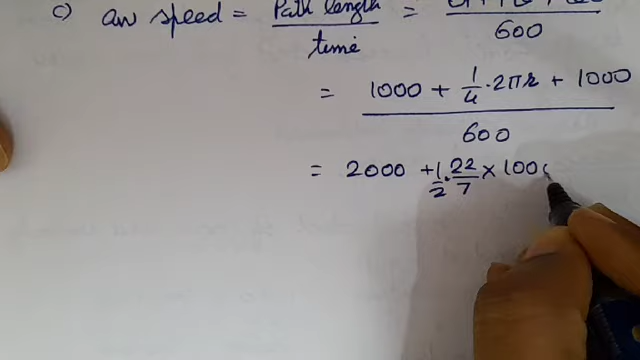 c) av speed = Path length / time = / 600
= 1000 + 1/4 . 2πr + 1000 / 600
= 2000 + 1/2 . 22/7 × 100